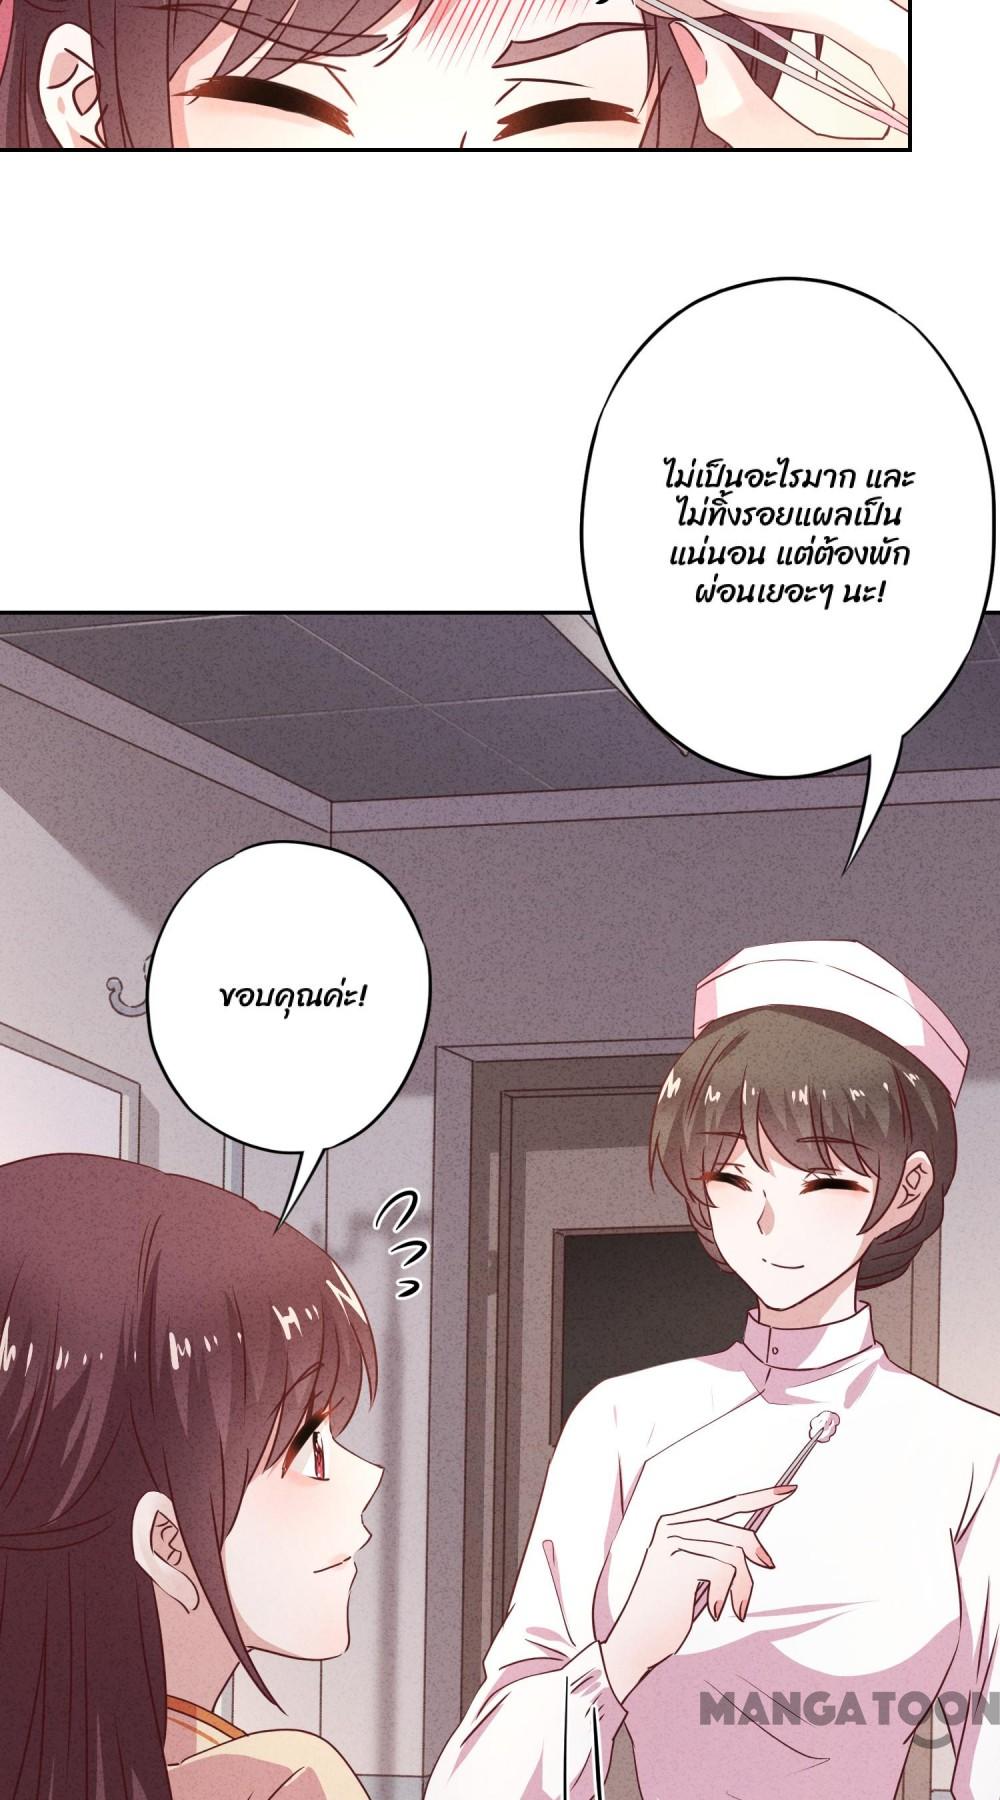 ไม่เป็นอะไรมาก และ
ไม่ทิ้งรอยแผลเป็น
แน่นอน แต่ต้องพัก
ผ่อนเยอะๆ นะ!
ขอบคุณค่ะ!
MANGATOON